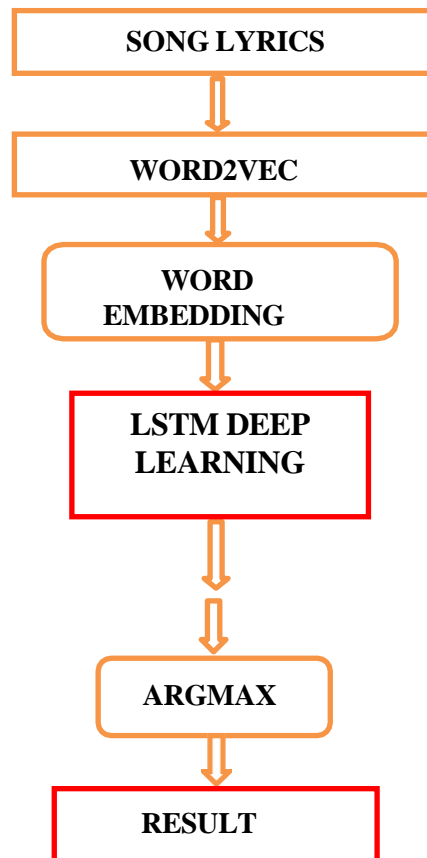 SONG LYRICS
WORD2VEC
WORD
EMBEDDING
LSTM DEEP
LEARNING
ARGMAX
RESULT